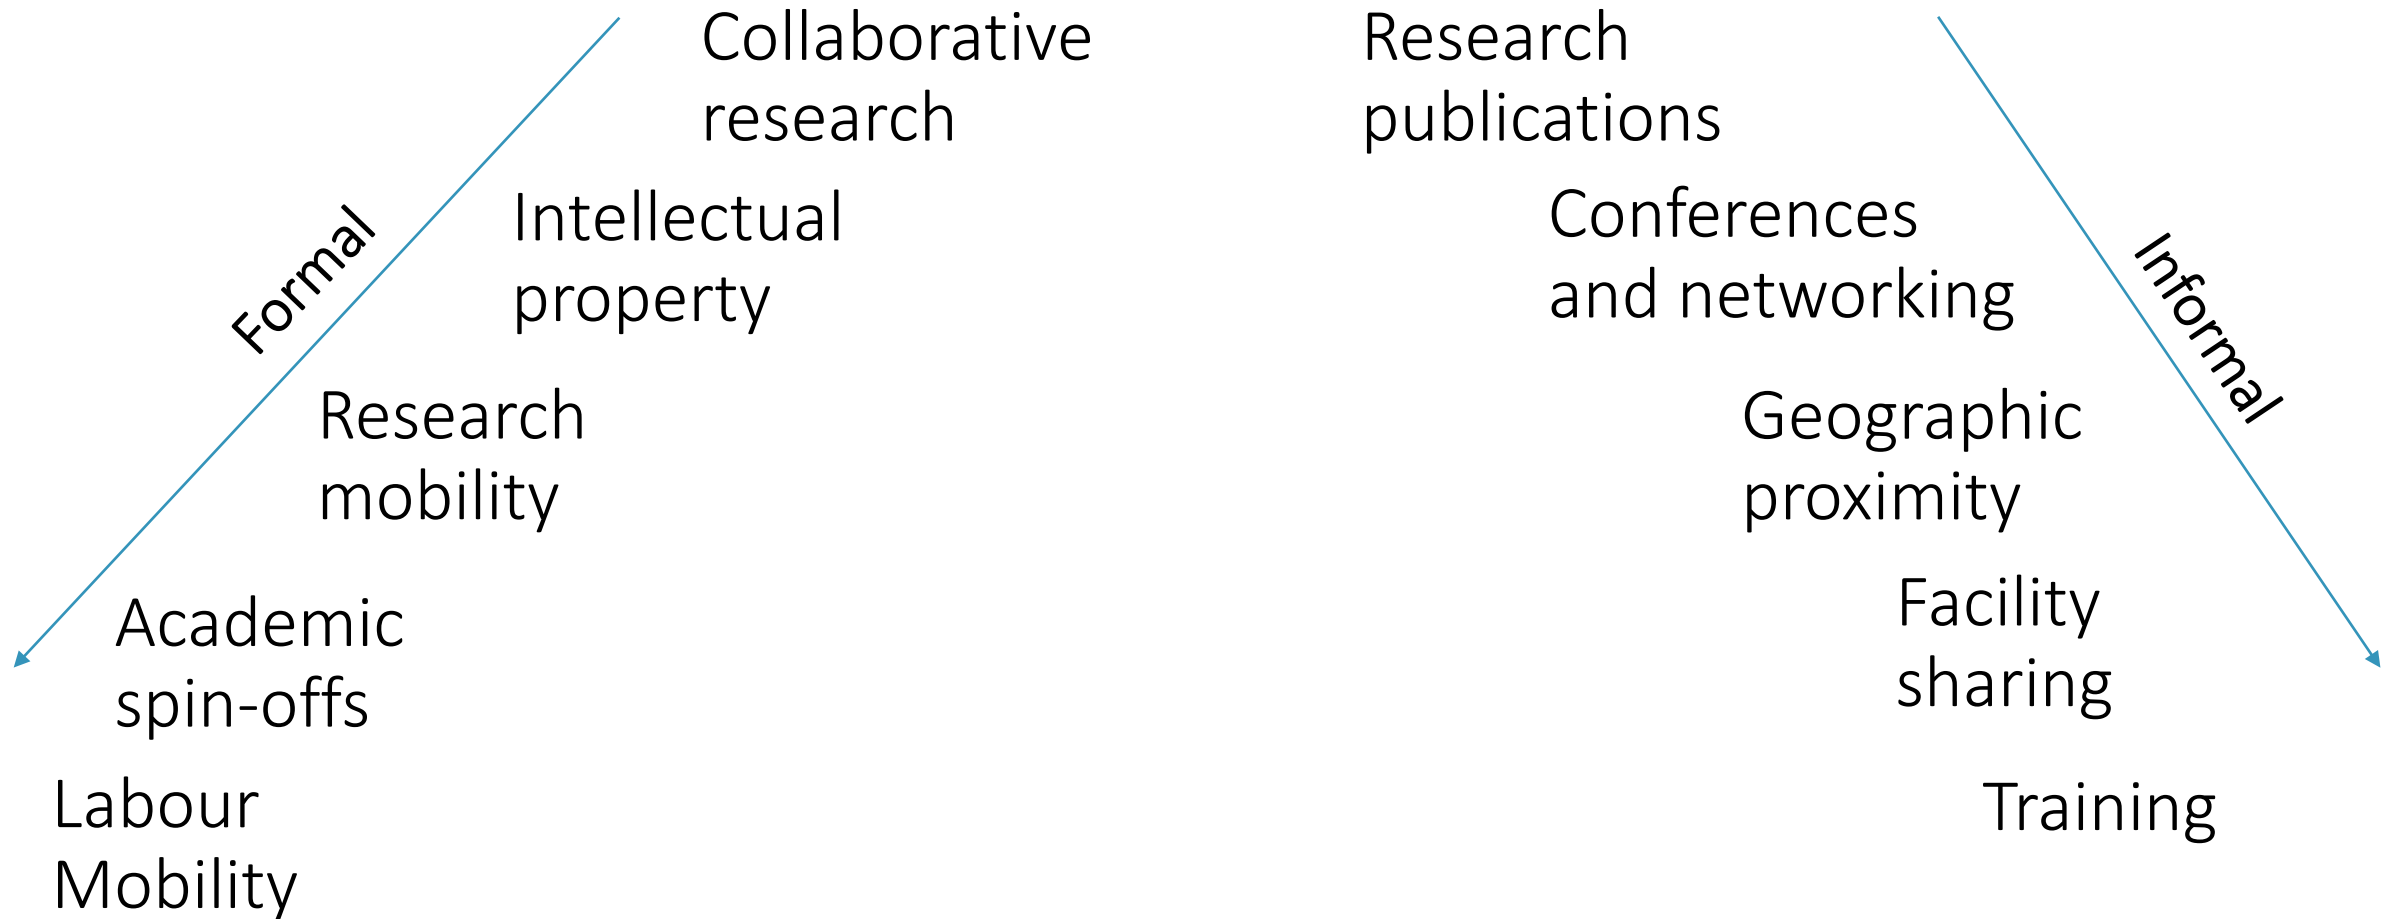 Formal
Collaborative
research
Intellectual
property
Research
mobility
Academic
spin-offs
Labour
Mobility
Research
publications
Conferences
and networking
Geographic
proximity
Facility
sharing
Training
Informal